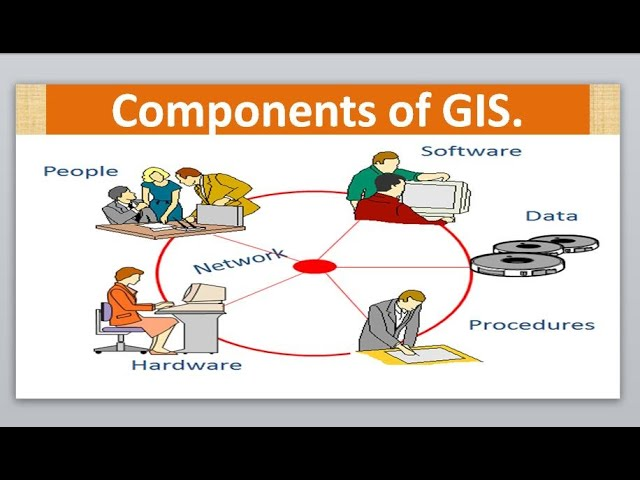 Components of GIS.
People
Software
Data
Network
Procedures
Hardware